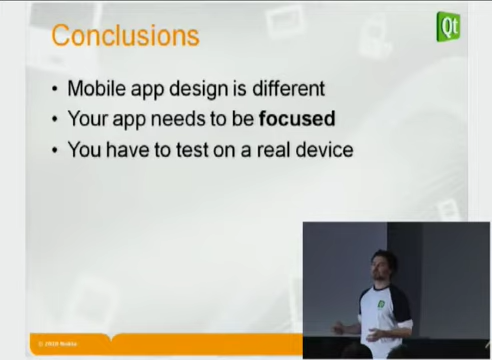 Conclusions
Qt
• Mobile app design is different
• Your app needs to be focused
• You have to test on a real device
Nokia